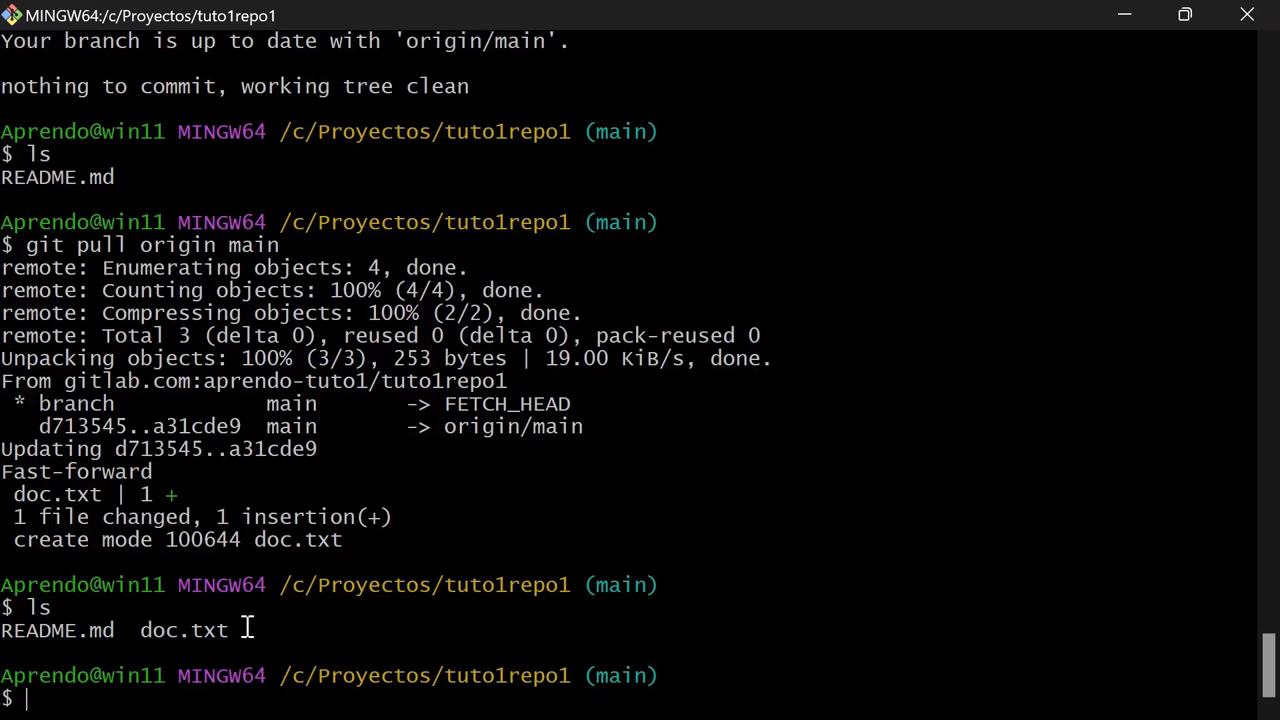 MINGW64:/c/Proyectos/tuto1repo1
Your branch is up to date with 'origin/main'.
nothing to commit, working tree clean
Aprendo@win11 MINGW64 /c/Proyectos/tuto1repo1 (main)
$ ls
README.md
Aprendo@win11 MINGW64 /c/Proyectos/tuto1repo1 (main)
$ git pull origin main
remote: Enumerating objects: 4, done.
remote: Counting objects: 100% (4/4), done.
remote: Compressing objects: 100% (2/2), done.
remote: Total 3 (delta 0), reused 0 (delta 0), pack-reused 0
Unpacking objects: 100% (3/3), 253 bytes | 19.00 KiB/s, done.
From gitlab.com:aprendo-tuto1/tuto1repo1
 * branch            main       -> FETCH_HEAD
   d713545..a31cde9  main       -> origin/main
Updating d713545..a31cde9
Fast-forward
 doc.txt | 1 +
 1 file changed, 1 insertion(+)
 create mode 100644 doc.txt
Aprendo@win11 MINGW64 /c/Proyectos/tuto1repo1 (main)
$ ls
README.md  doc.txt
Aprendo@win11 MINGW64 /c/Proyectos/tuto1repo1 (main)
$